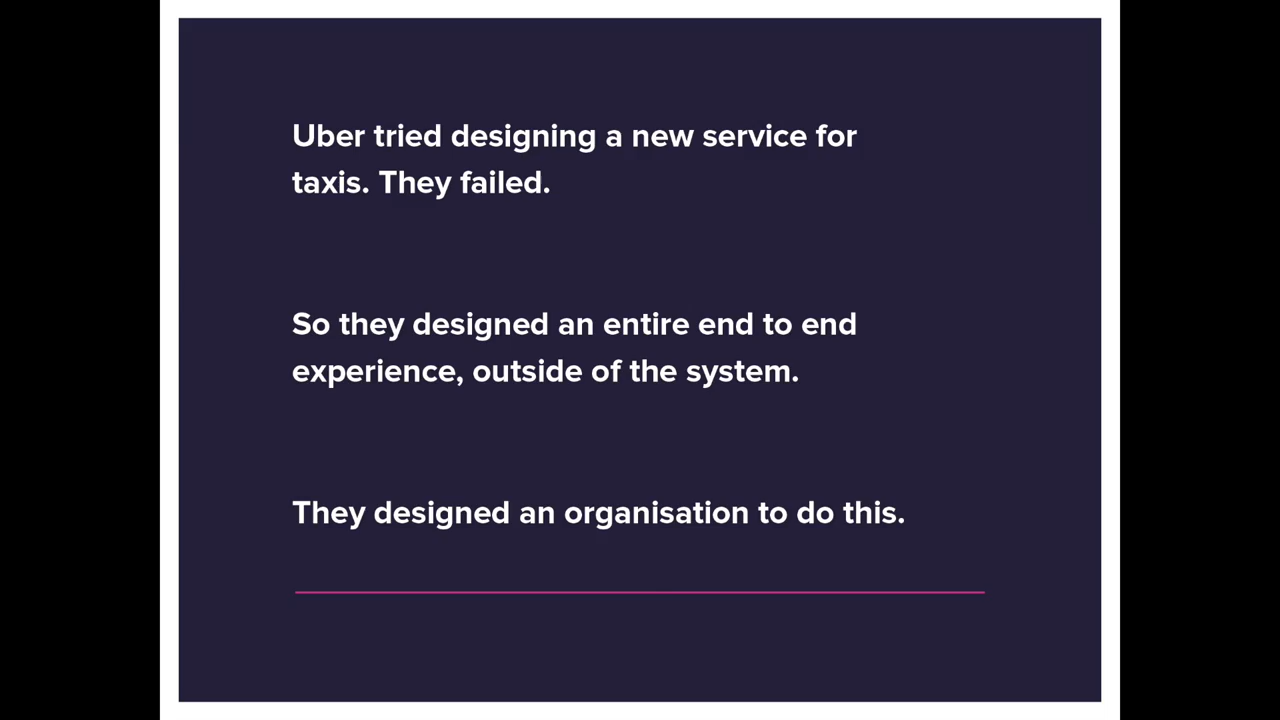 Uber tried designing a new service for
taxis. They failed.
So they designed an entire end to end
experience, outside of the system.
They designed an organisation to do this.